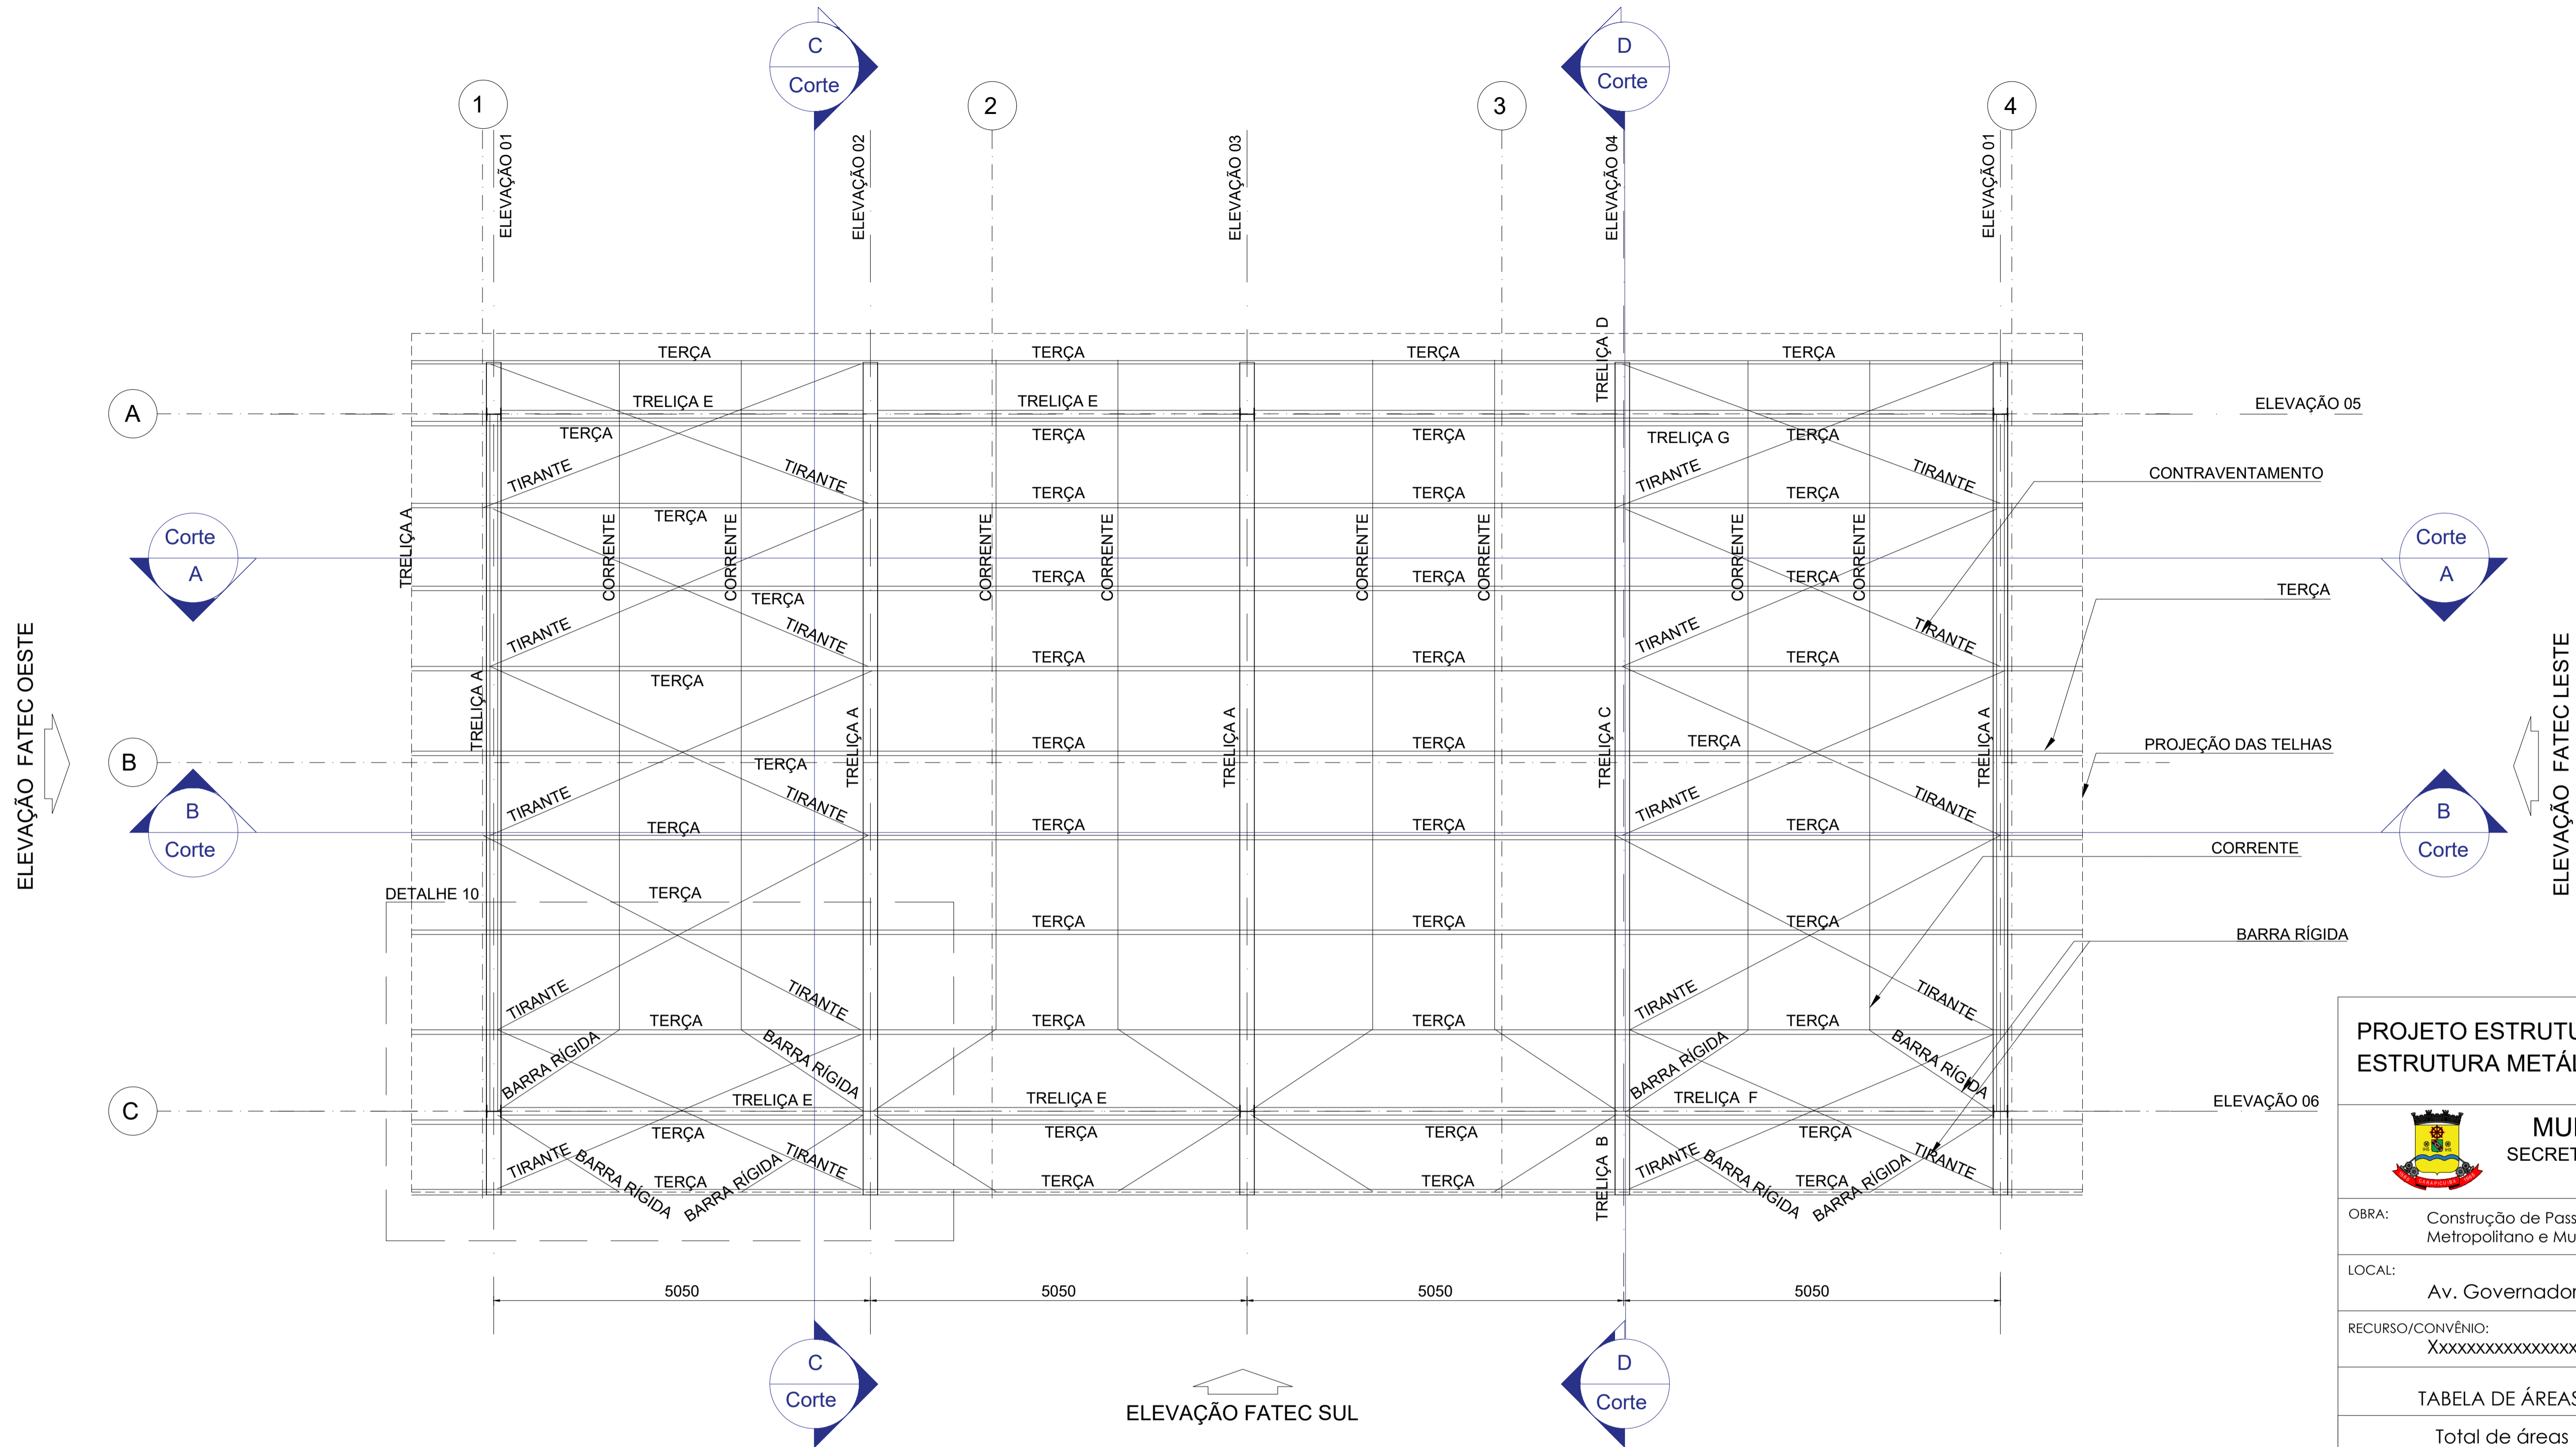 C
Corte
D
Corte
1
2
3
4
ELEVAÇÃO 01
ELEVAÇÃO 02
ELEVAÇÃO 03
ELEVAÇÃO 04
ELEVAÇÃO 01
TRELIÇA D
TERÇA
TERÇA
TERÇA
TERÇA
A
TRELIÇA E
TRELIÇA E
ELEVAÇÃO 05
TERÇA
TERÇA
TERÇA
TRELIÇA G
TERÇA
TIRANTE
TIRANTE
TIRANTE
TIRANTE
CONTRAVENTAMENTO
TERÇA
TERÇA
TERÇA
TERÇA
TRELIÇA A
CORRENTE
CORRENTE
CORRENTE
CORRENTE
CORRENTE
CORRENTE
CORRENTE
CORRENTE
Corte
A
Corte
A
TERÇA
TERÇA
TERÇA
TERÇA
TERÇA
TIRANTE
TIRANTE
TIRANTE
TIRANTE
TERÇA
TERÇA
TERÇA
TERÇA
ELEVAÇÃO FATEC OESTE
ELEVAÇÃO FATEC LESTE
TRELIÇA A
TRELIÇA A
TRELIÇA A
TRELIÇA C
TRELIÇA A
TERÇA
TERÇA
TERÇA
PROJEÇÃO DAS TELHAS
B
TERÇA
TIRANTE
TIRANTE
TIRANTE
TIRANTE
B
Corte
B
Corte
TERÇA
TERÇA
TERÇA
TERÇA
CORRENTE
DETALHE 10
TERÇA
TERÇA
TERÇA
TERÇA
BARRA RÍGIDA
TIRANTE
TIRANTE
TIRANTE
TIRANTE
TERÇA
TERÇA
TERÇA
TERÇA
BARRA RÍGIDA
BARRA RÍGIDA
BARRA RÍGIDA
BARRA RÍGIDA
C
TRELIÇA E
TRELIÇA E
TRELIÇA F
ELEVAÇÃO 06
TERÇA
TERÇA
TERÇA
TERÇA
TIRANTE
TIRANTE
TIRANTE
TIRANTE
BARRA RÍGIDA
BARRA RÍGIDA
BARRA RÍGIDA
BARRA RÍGIDA
TRELIÇA B
TERÇA
TERÇA
TERÇA
TERÇA
5050
5050
5050
5050
C
Corte
D
Corte
ELEVAÇÃO FATEC SUL
PROJETO ESTRUTU
ESTRUTURA METÁL
MU
SECRET
CARAPICUIBA
OBRA:
Construção de Pass
Metropolitano e Mu
LOCAL:
Av. Governador
RECURSO/CONVÊNIO:
Xxxxxxxxxxxxxxxx
TABELA DE ÁREAS
Total de áreas